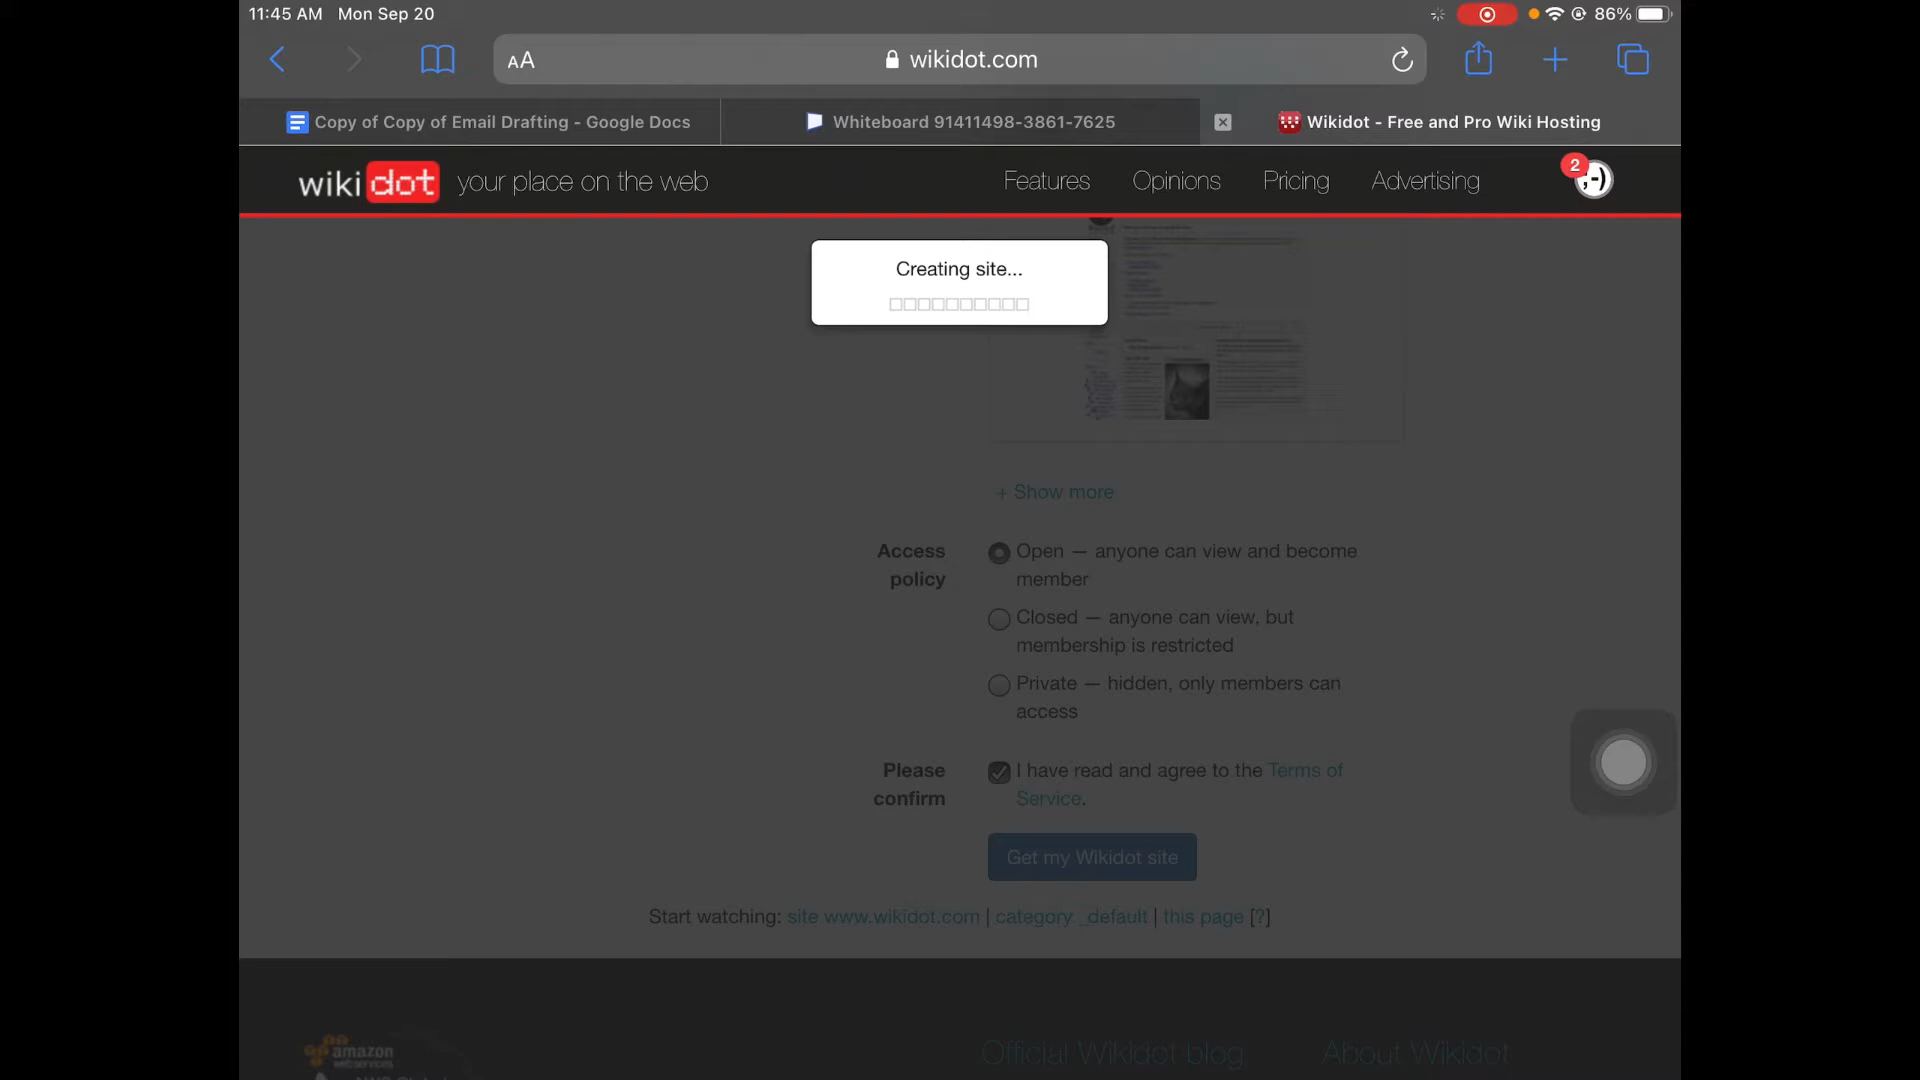 11:45 AM Mon Sep 20
86%
AA wikidot.com
Copy of Copy of Email Drafting - Google Docs
Whiteboard 91411498-3861-7625
Wikidot - Free and Pro Wiki Hosting
wikidot your place on the web
Features Opinions Pricing Advertising
2
;-)
Creating site...
+ Show more
Access policy
Open — anyone can view and become
member
Closed — anyone can view, but
membership is restricted
Private — hidden, only members can
access
Please confirm
I have read and agree to the Terms of
Service.
Get my Wikidot site
Start watching: site www.wikidot.com | category _default | this page [?]
amazon
webservices
Official Wikidot blog
About Wikidot